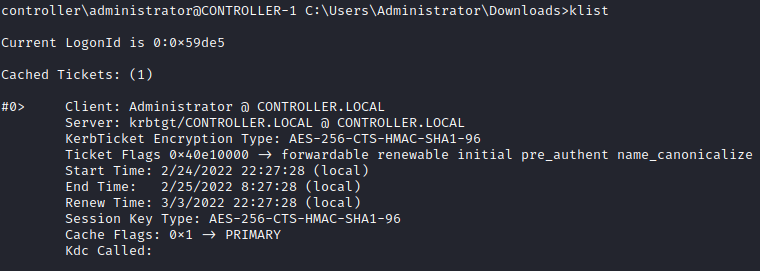 controller\administrator@CONTROLLER-1 C:\Users\Administrator\Downloads>klist
Current LogonId is 0:0×59de5
Cached Tickets: (1)
#0> Client: Administrator @ CONTROLLER.LOCAL
Server: krbtgt/CONTROLLER.LOCAL @ CONTROLLER.LOCAL
KerbTicket Encryption Type: AES-256-CTS-HMAC-SHA1-96
Ticket Flags 0×40e10000 → forwardable renewable initial pre_authent name_canonicalize
Start Time: 2/24/2022 22:27:28 (local)
End Time: 2/25/2022 8:27:28 (local)
Renew Time: 3/3/2022 22:27:28 (local)
Session Key Type: AES-256-CTS-HMAC-SHA1-96
Cache Flags: 0×1 → PRIMARY
Kdc Called: